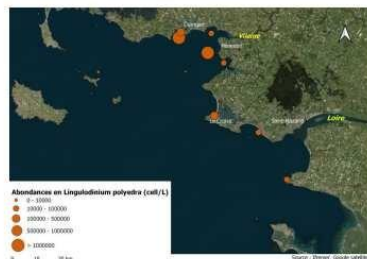 Vilaine
Loire
Abondances en Lingulodinium polyedra (cell/L)
0 - 10000
10000 - 100000
100000 - 500000
500000 - 1000000
> 1000000
Source : Ifremer, Google satellite